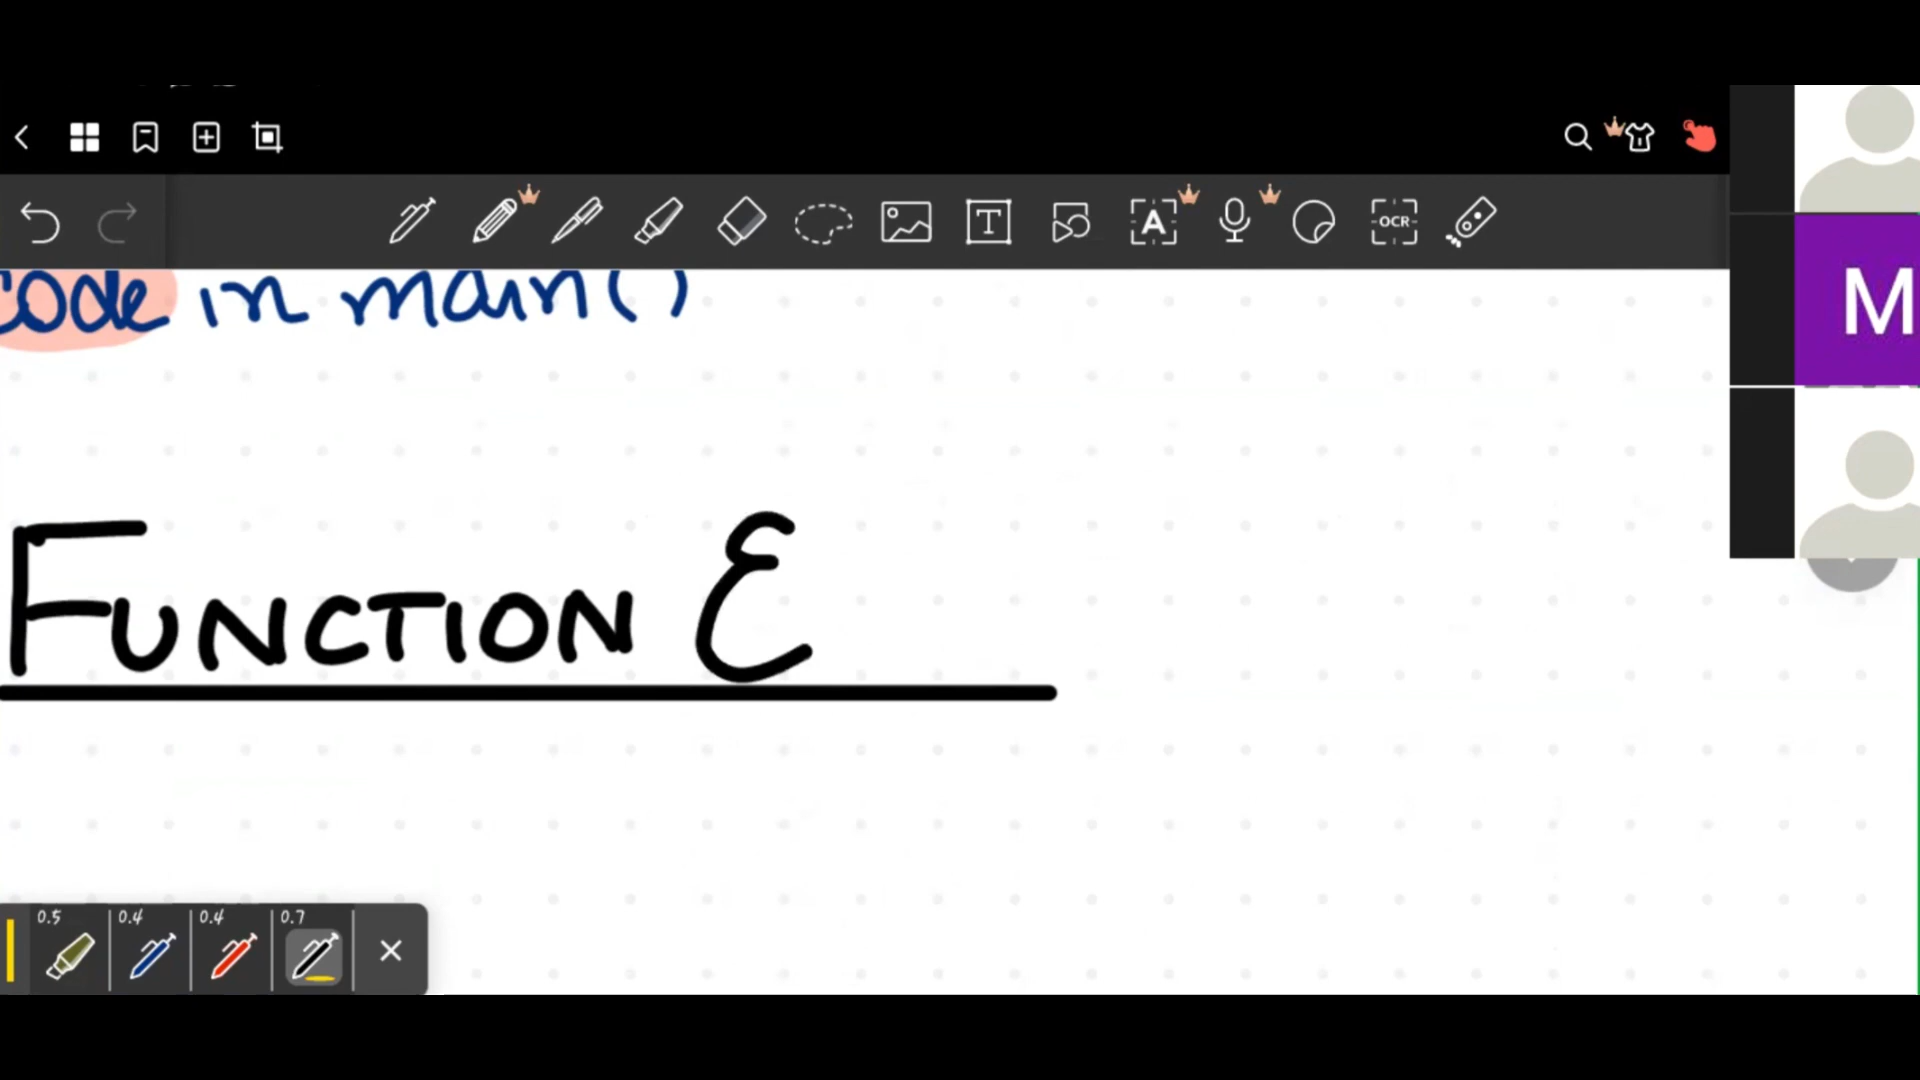 OCR
M
code in main()
FUNCTION E
0.5 0.4 0.4 0.7